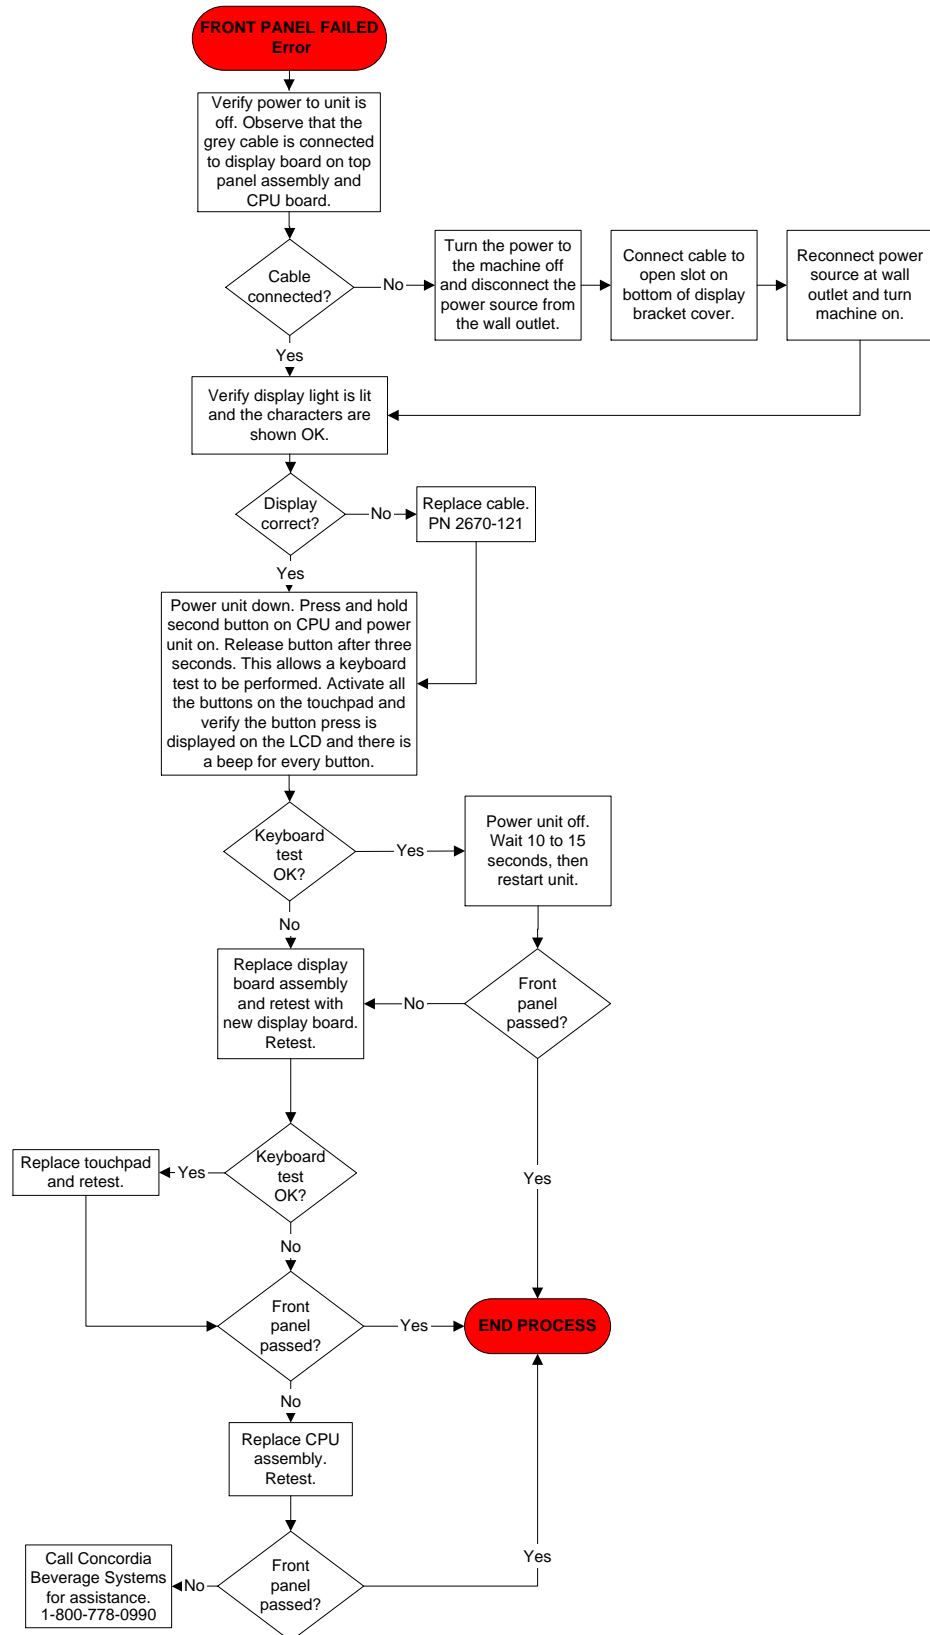 FRONT PANEL FAILED
Error
Verify power to unit is
off. Observe that the
grey cable is connected
to display board on top
panel assembly and
CPU board.
Cable
connected?
No
Turn the power to
the machine off
and disconnect the
power source from
the wall outlet.
Connect cable to
open slot on
bottom of display
bracket cover.
Reconnect power
source at wall
outlet and turn
machine on.
Yes
Verify display light is lit
and the characters are
shown OK.
Display
correct?
No
Replace cable.
PN 2670-121
Yes
Power unit down. Press and hold
second button on CPU and power
unit on. Release button after three
seconds. This allows a keyboard
test to be performed. Activate all
the buttons on the touchpad and
verify the button press is
displayed on the LCD and there is
a beep for every button.
Keyboard
test
OK?
Yes
Power unit off.
Wait 10 to 15
seconds, then
restart unit.
No
Replace display
board assembly
and retest with
new display board.
Retest.
No
Front
panel
passed?
Replace touchpad
and retest.
Yes
Keyboard
test
OK?
Yes
No
Front
panel
passed?
Yes
END PROCESS
No
Replace CPU
assembly.
Retest.
Call Concordia
Beverage Systems
for assistance.
1-800-778-0990
No
Front
panel
passed?
Yes